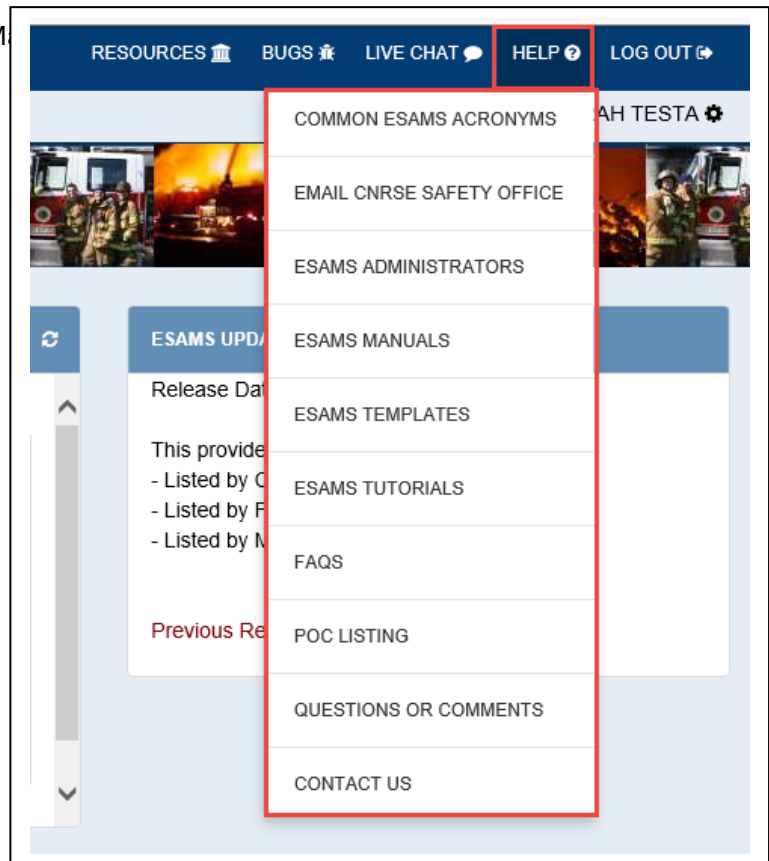 RESOURCES BUGS LIVE CHAT HELP LOG OUT
COMMON ESAMS ACRONYMS
AH TESTA
EMAIL CNRSE SAFETY OFFICE
ESAMS ADMINISTRATORS
ESAMS UPDA
ESAMS MANUALS
Release Dat
ESAMS TEMPLATES
This provide
- Listed by C
ESAMS TUTORIALS
- Listed by F
- Listed by M
FAQS
Previous Re
POC LISTING
QUESTIONS OR COMMENTS
CONTACT US